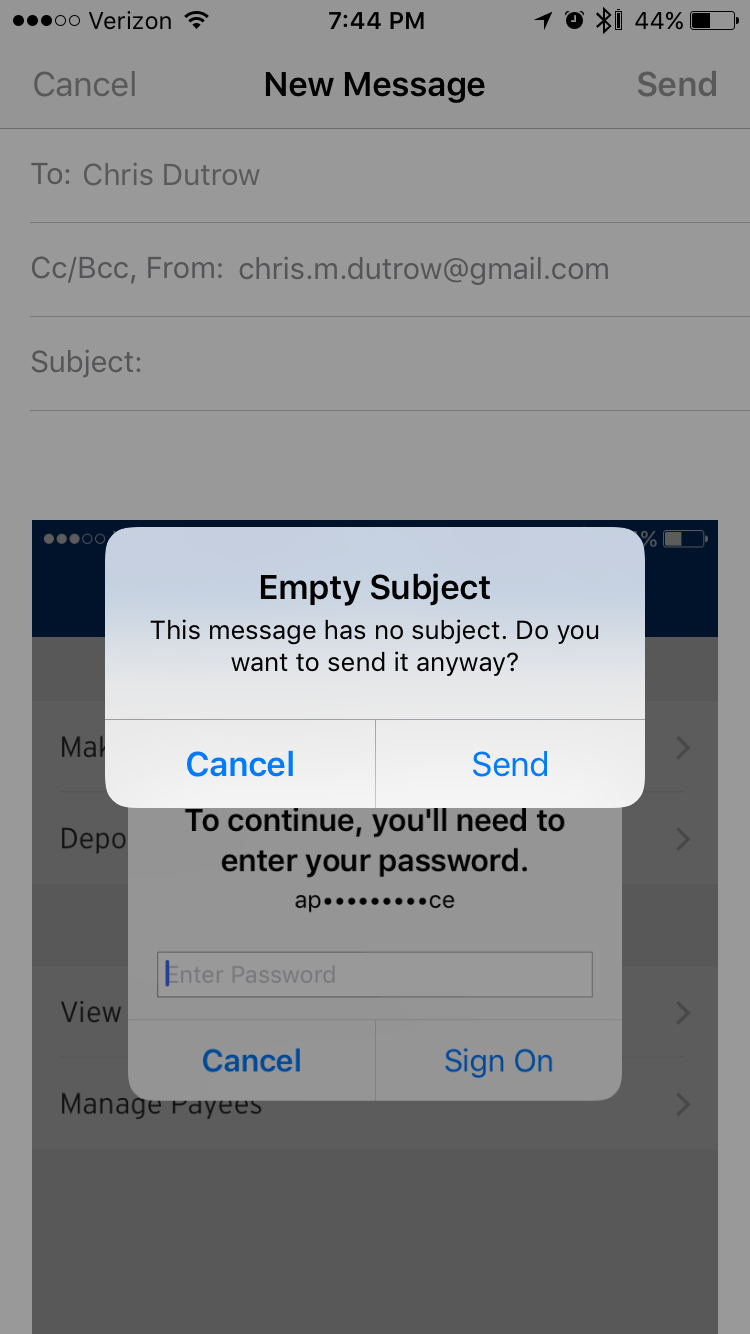 Verizon 7:44 PM 44%
Cancel New Message Send
To: Chris Dutrow
Cc/Bcc, From: chris.m.dutrow@gmail.com
Subject:
%
Empty Subject
This message has no subject. Do you
want to send it anyway?
Cancel Send
Mak
To continue, you'll need to
Depo
enter your password.
ap•••••••••ce
Enter Password
View
Cancel Sign On
Manage Payees